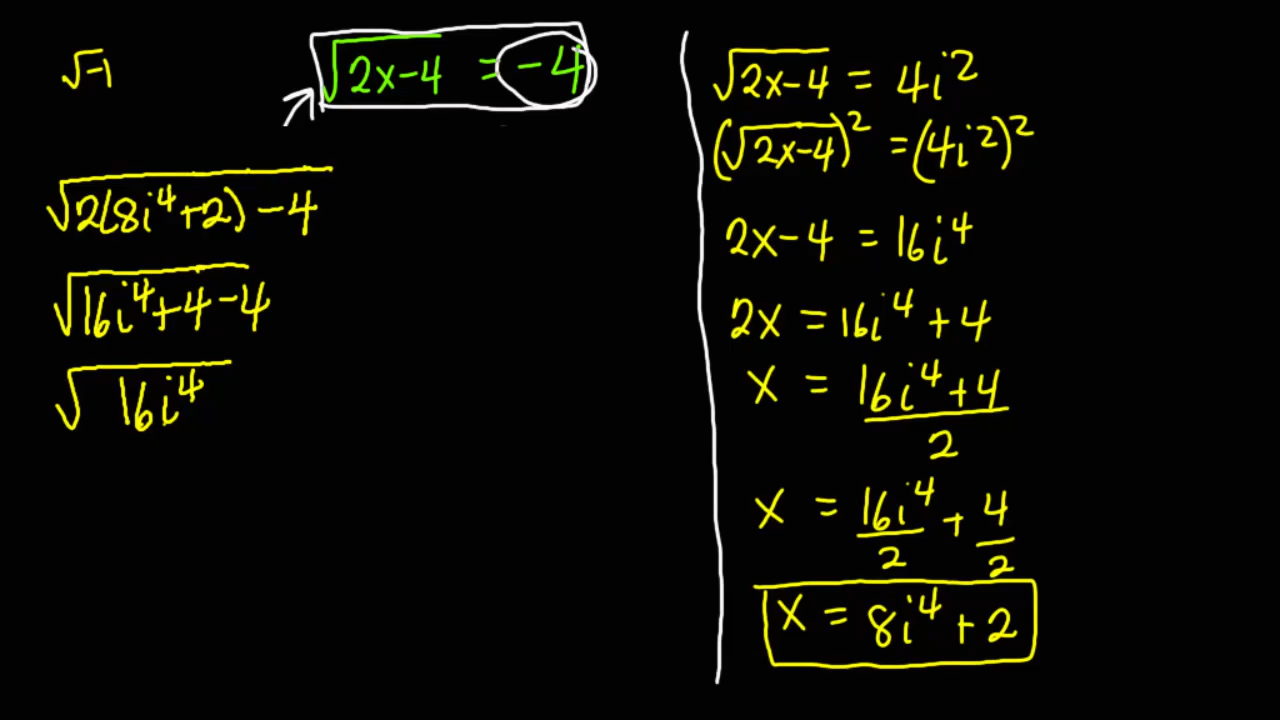 √-1
√2x-4 = -4
√2(8i⁴+2) -4
√16i⁴+4-4
√16i⁴
√2x-4 = 4i²
(√2x-4)² = (4i²)²
2x-4 = 16i⁴
2x = 16i⁴ + 4
x = 16i⁴+4 / 2
x = 16i⁴/2 + 4/2
x = 8i⁴ + 2